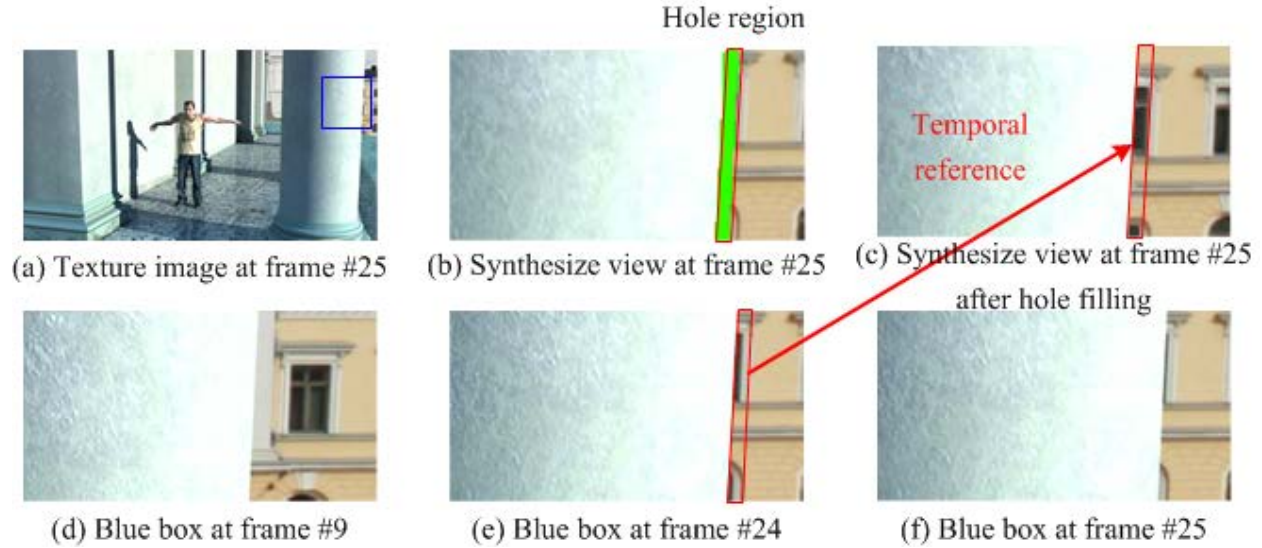 Hole region
Temporal
reference
(a) Texture image at frame #25
(b) Synthesize view at frame #25
(c) Synthesize view at frame #25
after hole filling
(d) Blue box at frame #9
(e) Blue box at frame #24
(f) Blue box at frame #25